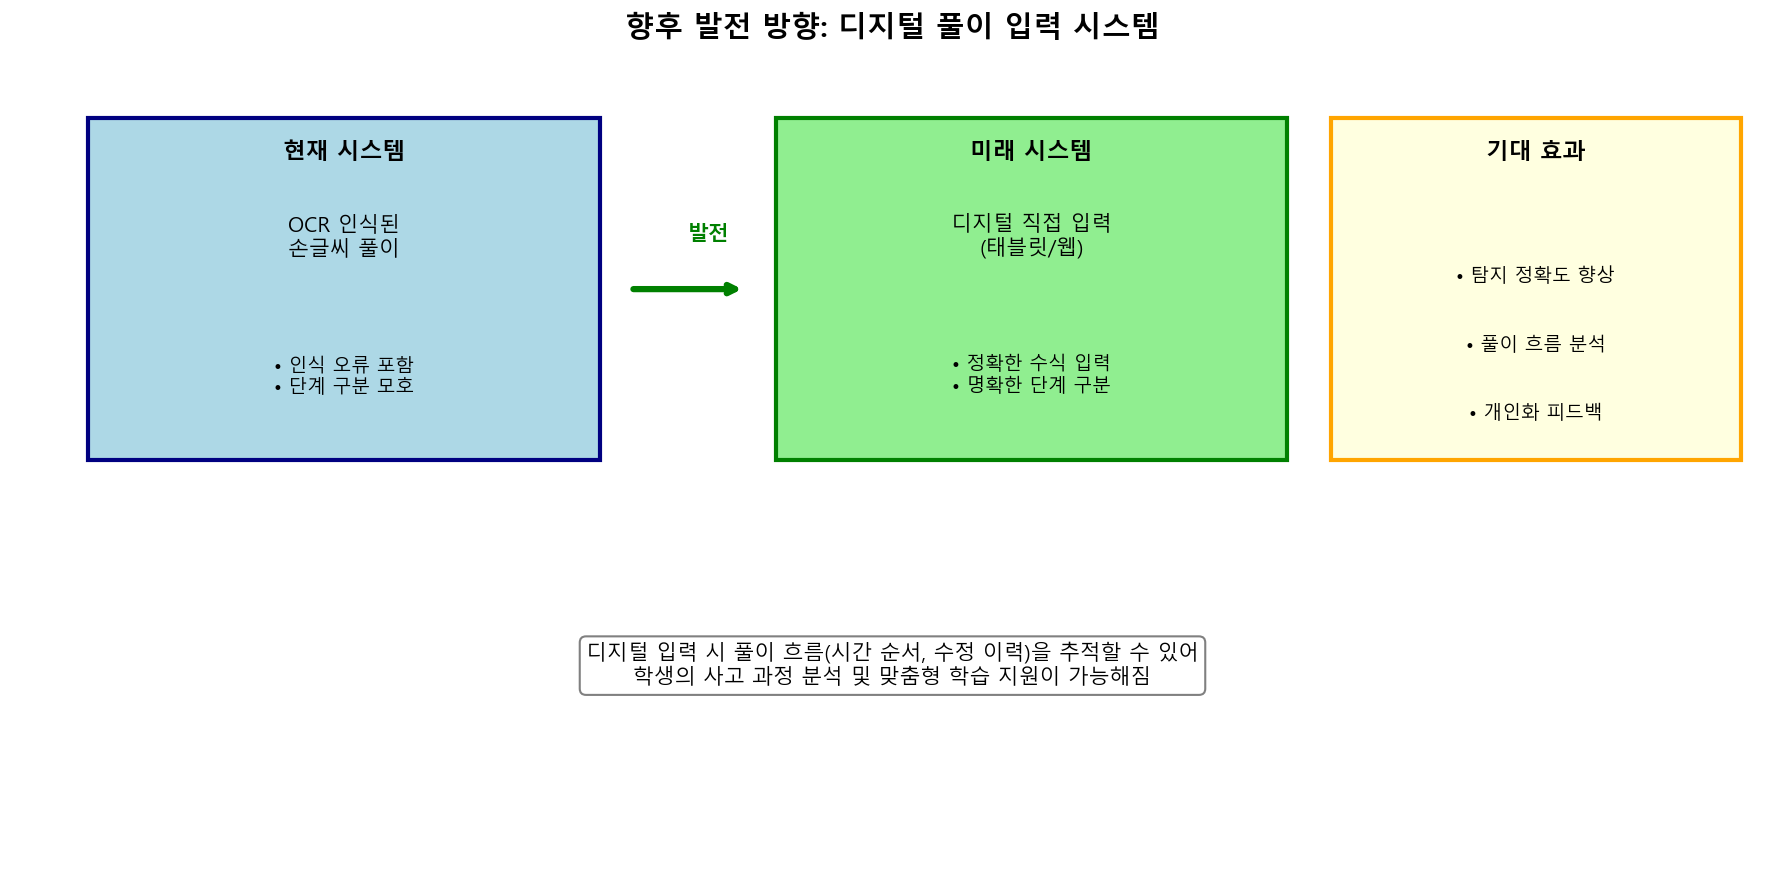 향후 발전 방향: 디지털 풀이 입력 시스템
현재 시스템
OCR 인식된
손글씨 풀이
• 인식 오류 포함
• 단계 구분 모호
발전
미래 시스템
디지털 직접 입력
(태블릿/웹)
• 정확한 수식 입력
• 명확한 단계 구분
기대 효과
• 탐지 정확도 향상
• 풀이 흐름 분석
• 개인화 피드백
디지털 입력 시 풀이 흐름(시간 순서, 수정 이력)을 추적할 수 있어
학생의 사고 과정 분석 및 맞춤형 학습 지원이 가능해짐